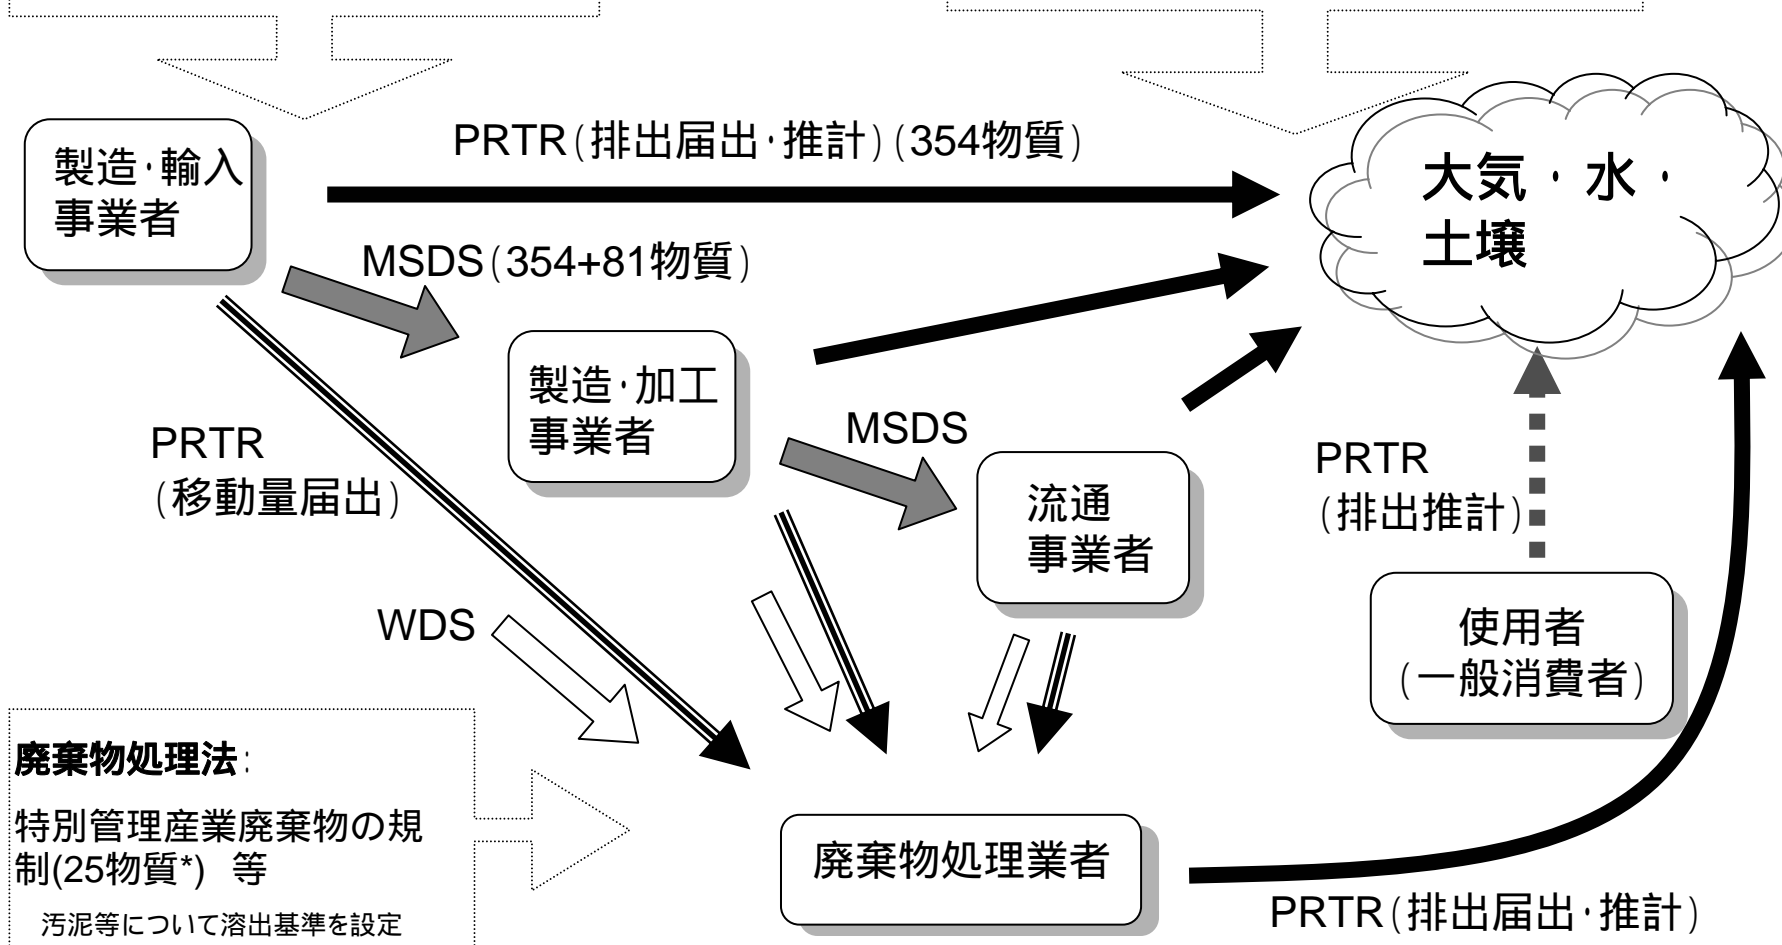 PRTR(排出届出・推計)(354物質)
製造・輸入
事業者
大気・水・
土壌
MSDS(354+81物質)
製造・加工
事業者
MSDS
PRTR
(移動量届出)
流通
事業者
PRTR
(排出推計)
WDS
使用者
(一般消費者)
廃棄物処理法:
特別管理産業廃棄物の規
制(25物質*) 等
汚泥等について溶出基準を設定
廃棄物処理業者
PRTR(排出届出・推計)